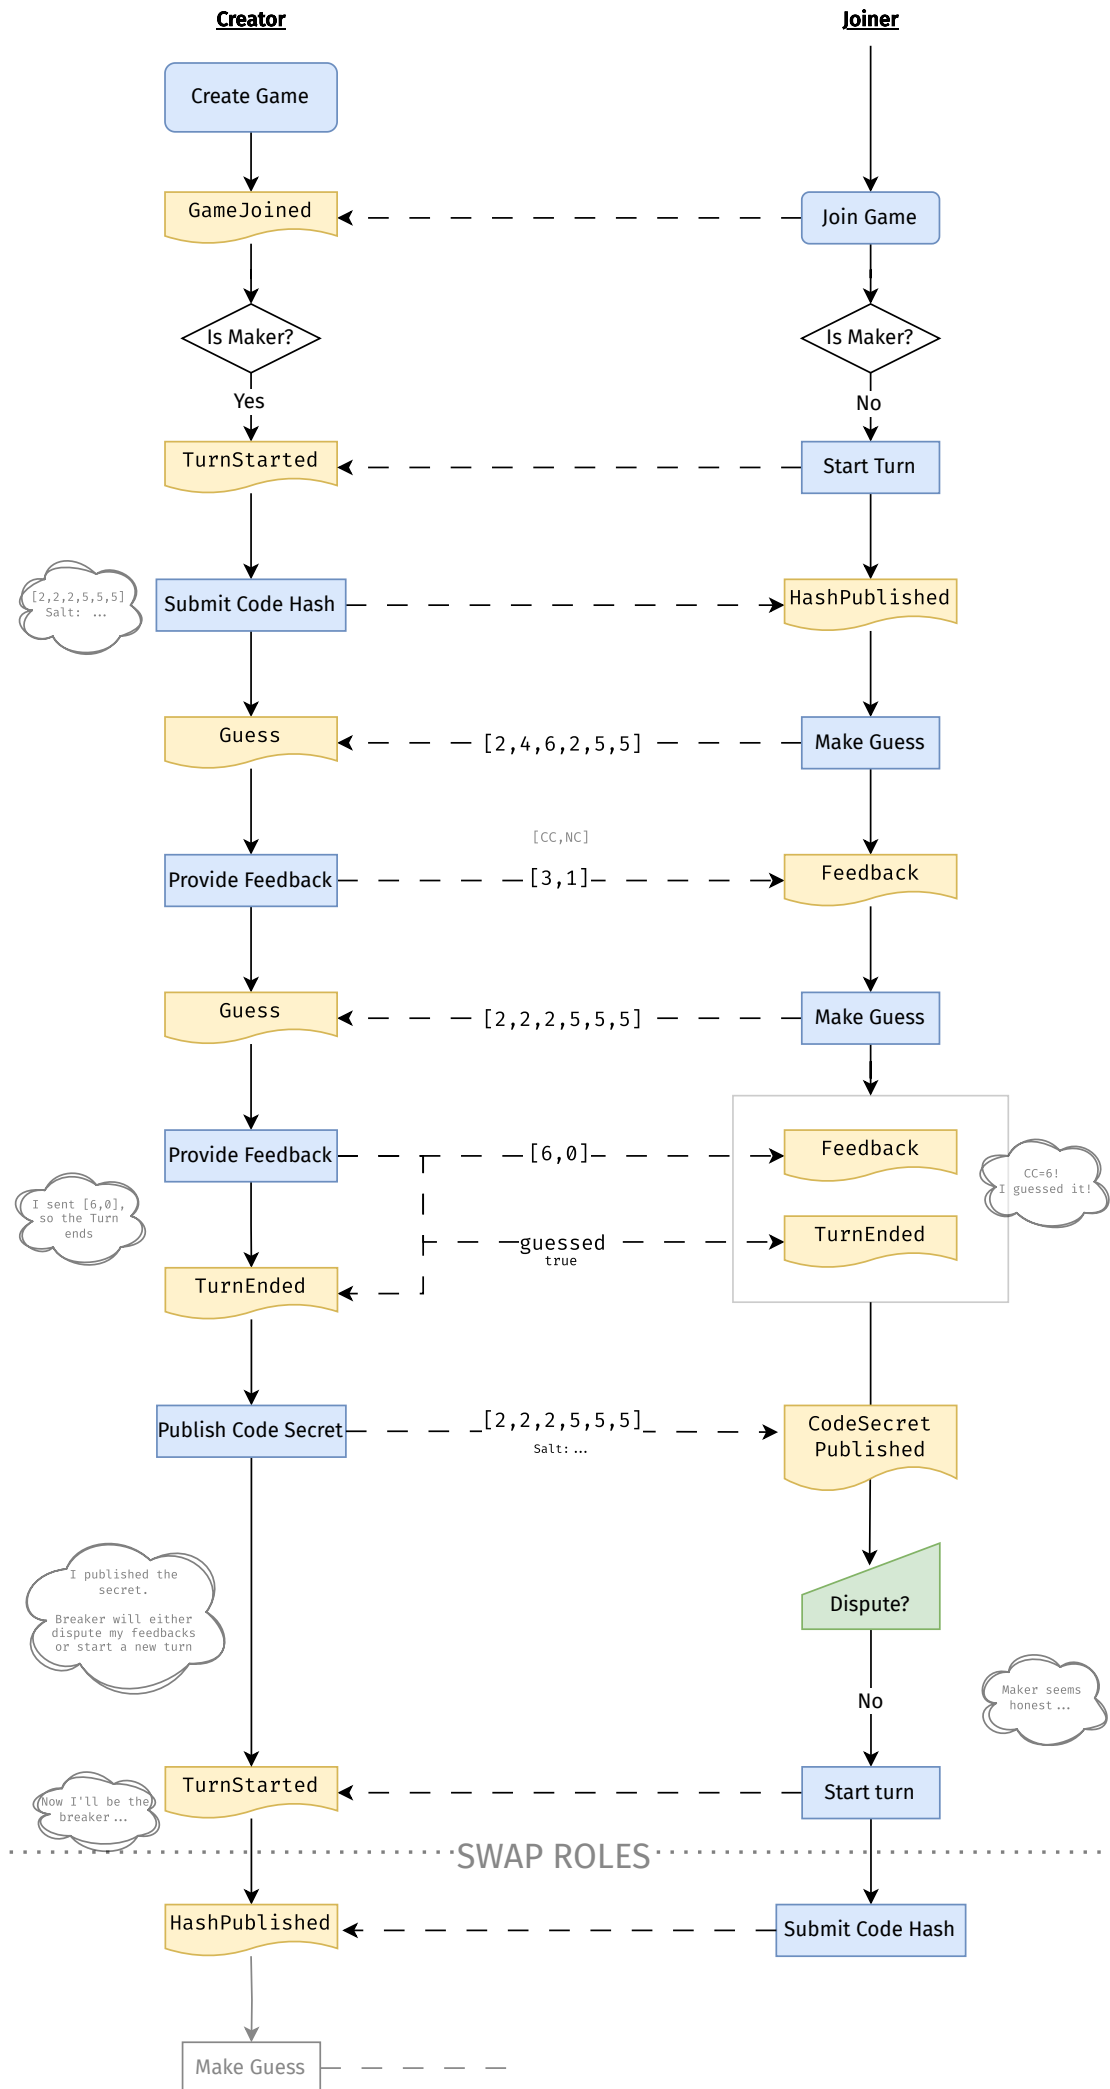 Creator
Joiner
Create Game
GameJoined
Join Game
Is Maker?
Is Maker?
Yes
No
TurnStarted
Start Turn
[2,2,2,5,5,5]
Salt: ...
Submit Code Hash
HashPublished
Guess
[2,4,6,2,5,5]
Make Guess
[CC,NC]
Provide Feedback
[3,1]
Feedback
Guess
[2,2,2,5,5,5]
Make Guess
Provide Feedback
[6,0]
Feedback
I sent [6,0],
so the Turn
ends
CC=6!
I guessed it!
guessed
true
TurnEnded
TurnEnded
Publish Code Secret
[2,2,2,5,5,5]
Salt: ...
CodeSecret
Published
I published the
secret.
Breaker will either
dispute my feedbacks
or start a new turn
Dispute?
No
Maker seems
honest...
Now I'll be the
breaker...
TurnStarted
Start turn
SWAP ROLES
HashPublished
Submit Code Hash
Make Guess